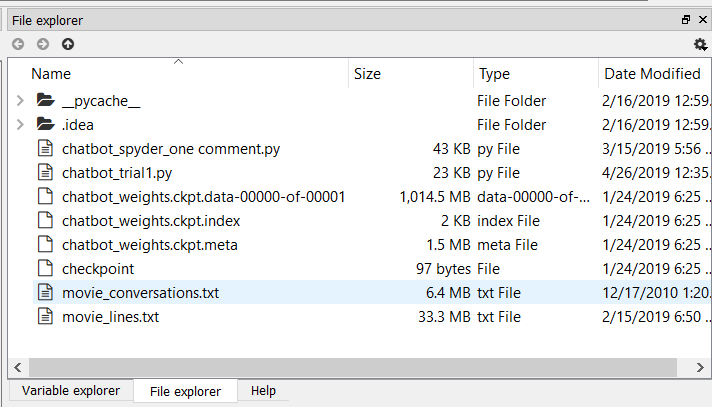 File explorer
Name Size Type Date Modified
__pycache__ File Folder 2/16/2019 12:59...
.idea File Folder 2/16/2019 12:59...
chatbot_spyder_one comment.py 43 KB py File 3/15/2019 5:56 ...
chatbot_trial1.py 23 KB py File 4/26/2019 12:35...
chatbot_weights.ckpt.data-00000-of-00001 1,014.5 MB data-00000-of-... 1/24/2019 6:25 ...
chatbot_weights.ckpt.index 2 KB index File 1/24/2019 6:25 ...
chatbot_weights.ckpt.meta 1.5 MB meta File 1/24/2019 6:25 ...
checkpoint 97 bytes File 1/24/2019 6:25 ...
movie_conversations.txt 6.4 MB txt File 12/17/2010 1:20...
movie_lines.txt 33.3 MB txt File 2/15/2019 6:50 ...
Variable explorer File explorer Help